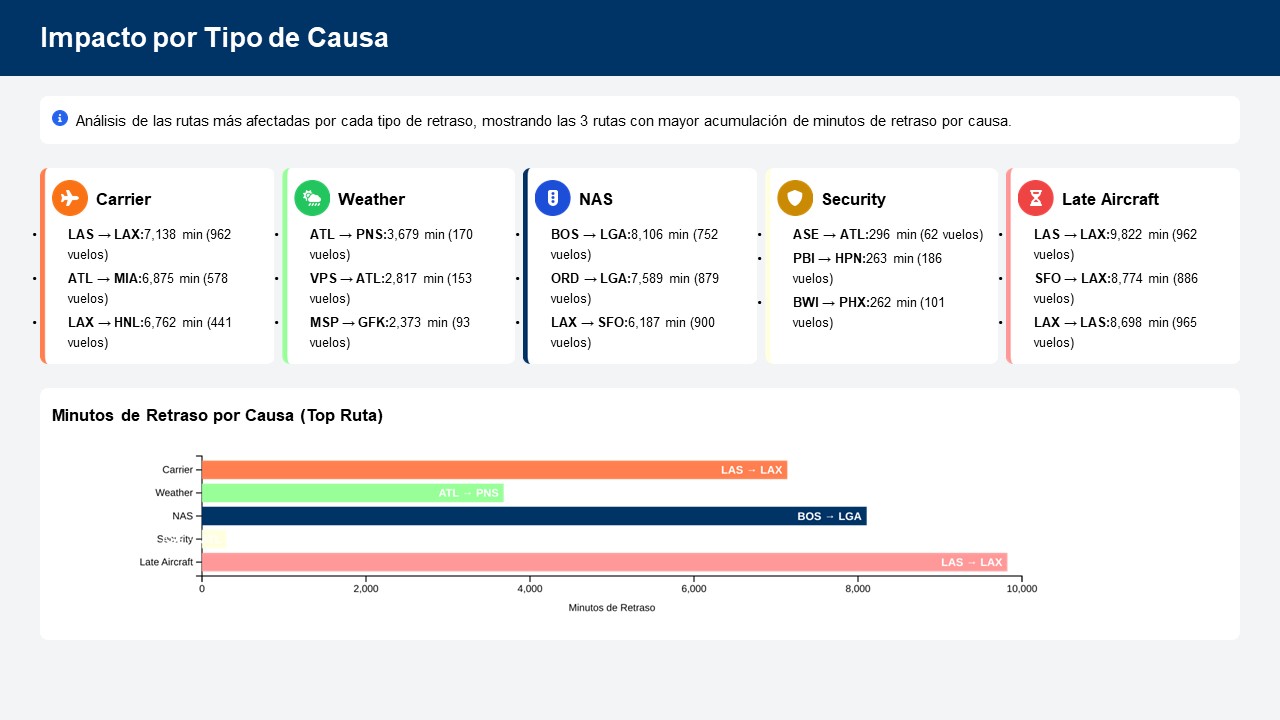 Impacto por Tipo de Causa
Análisis de las rutas más afectadas por cada tipo de retraso, mostrando las 3 rutas con mayor acumulación de minutos de retraso por causa.
Carrier
• LAS → LAX:7,138 min (962
vuelos)
• ATL → MIA:6,875 min (578
vuelos)
• LAX → HNL:6,762 min (441
vuelos)
Weather
• ATL → PNS:3,679 min (170
vuelos)
• VPS → ATL:2,817 min (153
vuelos)
• MSP → GFK:2,373 min (93
vuelos)
NAS
• BOS → LGA:8,106 min (752
vuelos)
• ORD → LGA:7,589 min (879
vuelos)
• LAX → SFO:6,187 min (900
vuelos)
Security
• ASE → ATL:296 min (62 vuelos)
• PBI → HPN:263 min (186
vuelos)
• BWI → PHX:262 min (101
vuelos)
Late Aircraft
• LAS → LAX:9,822 min (962
vuelos)
• SFO → LAX:8,774 min (886
vuelos)
• LAX → LAS:8,698 min (965
vuelos)
Minutos de Retraso por Causa (Top Ruta)
Carrier
LAS → LAX
Weather
ATL → PNS
NAS
BOS → LGA
Security
Late Aircraft
LAS → LAX
0
2,000
4,000
6,000
8,000
10,000
Minutos de Retraso